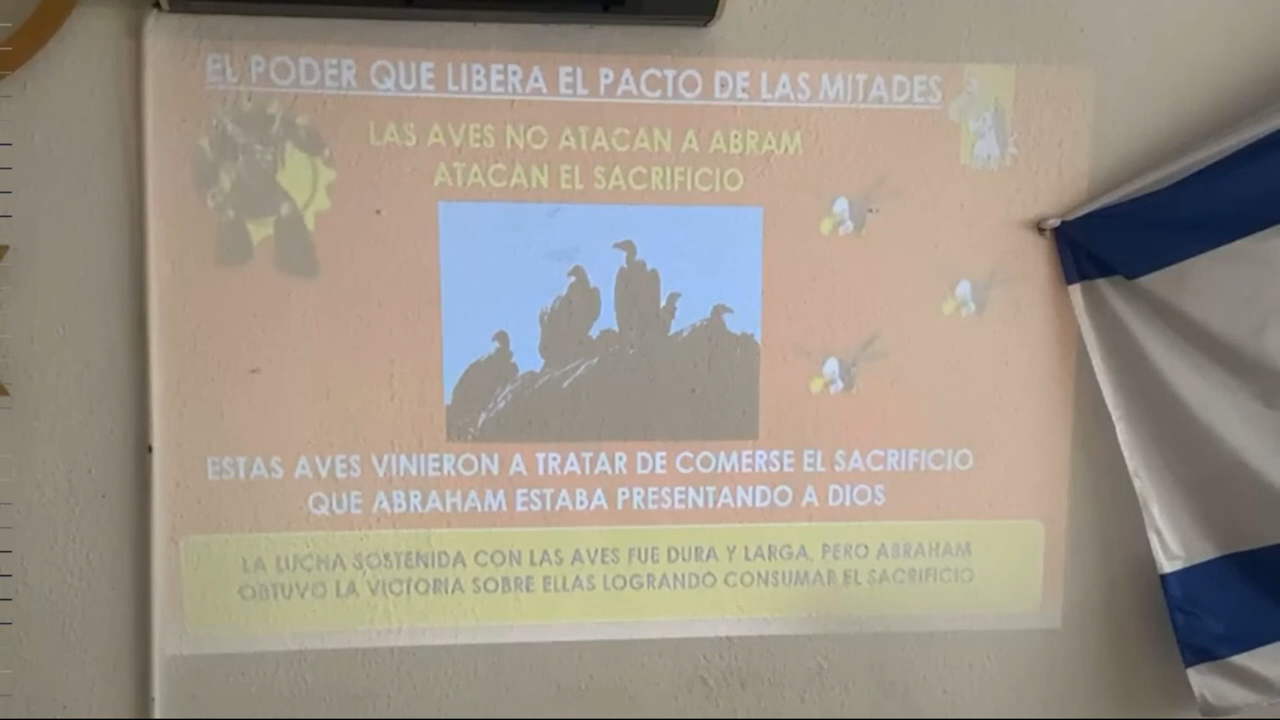 EL PODER QUE LIBERA EL PACTO DE LAS MITADES
LAS AVES NO ATACAN A ABRAM
ATACAN EL SACRIFICIO
ESTAS AVES VINIERON A TRATAR DE COMERSE EL SACRIFICIO
QUE ABRAHAM ESTABA PRESENTANDO A DIOS
LA LUCHA SOSTENIDA CON LAS AVES FUE DURA Y LARGA, PERO ABRAHAM
OBTUVO LA VICTORIA SOBRE ELLAS LOGRANDO CONSUMAR EL SACRIFICIO